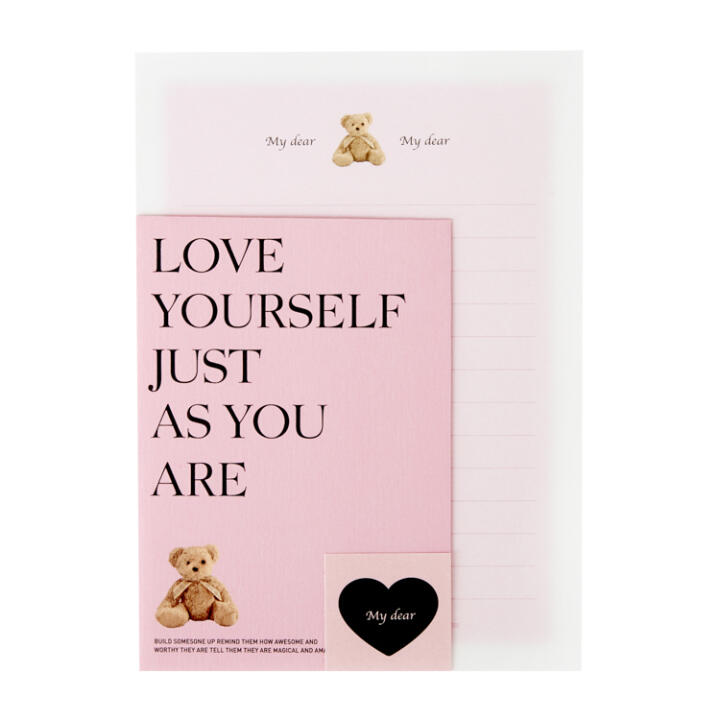 My dear My dear
LOVE
YOURSELF
JUST
AS YOU
ARE
BUILD SOMESONE UP REMIND THEM HOW AWESOME AND
WORTHY THEY ARE TELL THEM THEY ARE MAGICAL AND
My dear